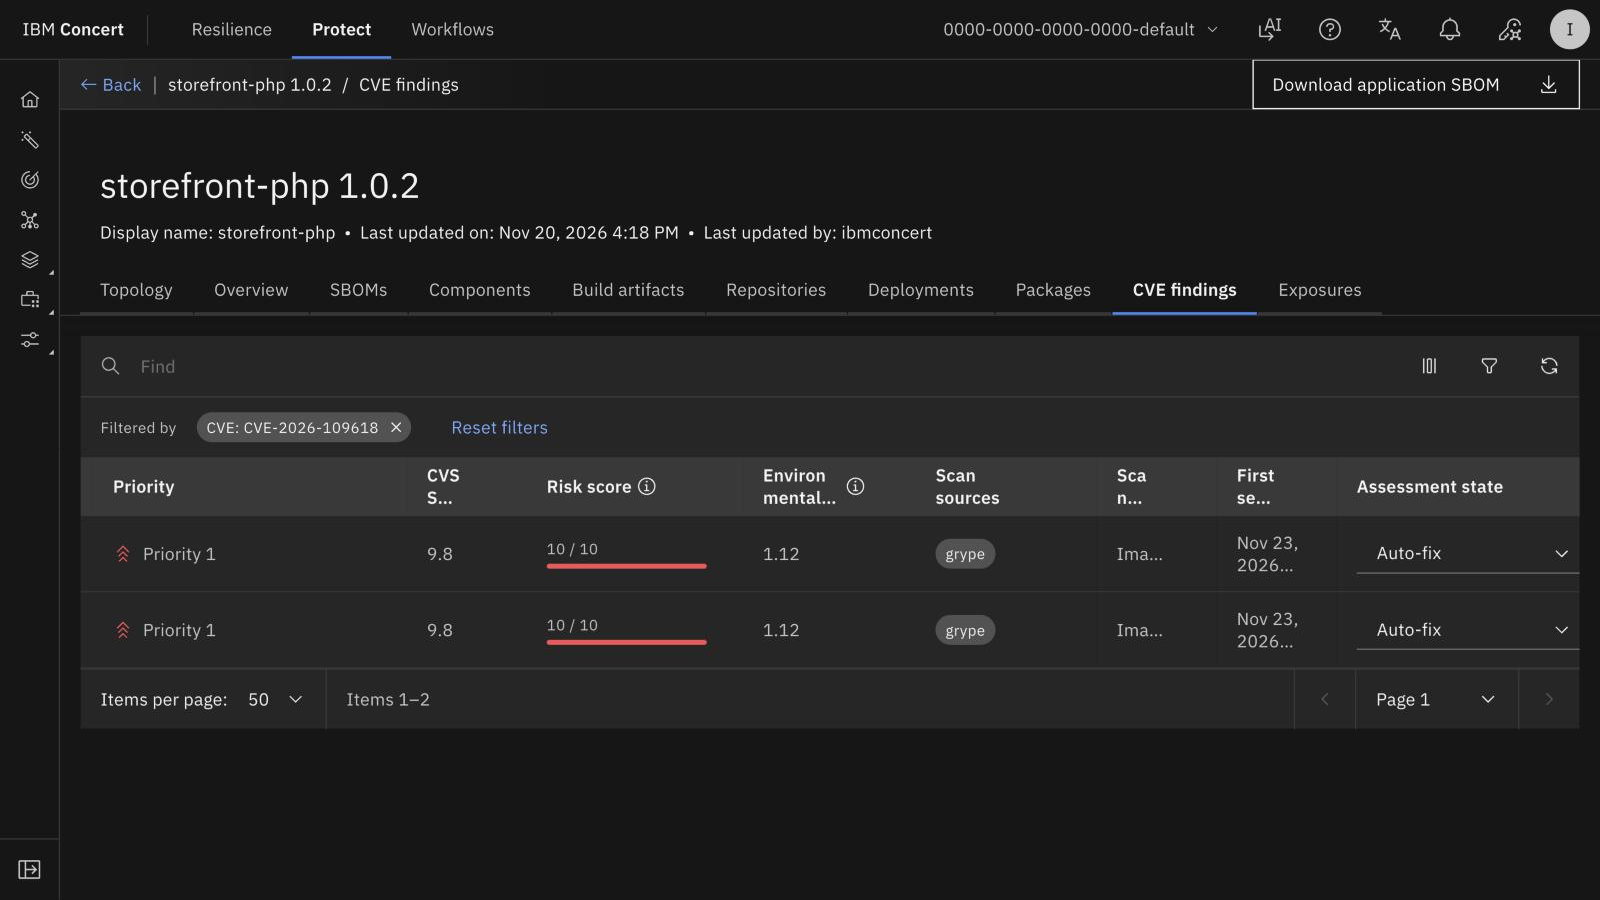 IBM Concert
Resilience
Protect
Workflows
0000-0000-0000-0000-default
I
Back | storefront-php 1.0.2 / CVE findings
Download application SBOM
storefront-php 1.0.2
Display name: storefront-php • Last updated on: Nov 20, 2026 4:18 PM • Last updated by: ibmconcert
Topology
Overview
SBOMs
Components
Build artifacts
Repositories
Deployments
Packages
CVE findings
Exposures
Find
Filtered by
CVE: CVE-2026-109618
Reset filters
Priority
CVS
S...
Risk score
Environ
mental...
Scan
sources
Sca
n...
First
se...
Assessment state
Priority 1
9.8
10 / 10
1.12
grype
Ima...
Nov 23,
2026...
Auto-fix
Priority 1
9.8
10 / 10
1.12
grype
Ima...
Nov 23,
2026...
Auto-fix
Items per page: 50
Items 1–2
Page 1